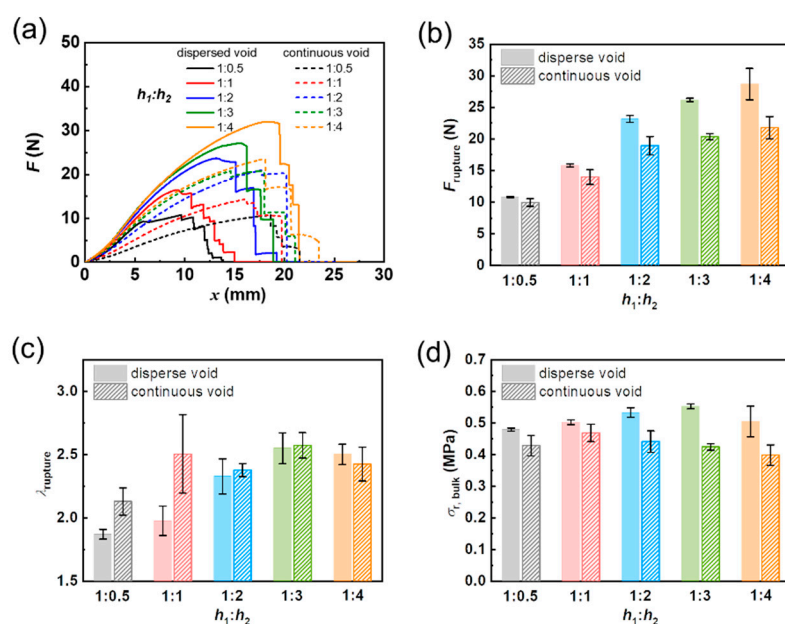 (a)
50
40
30
20
10
0
F (N)
0 5 10 15 20 25 30
x (mm)
dispersed void continuous void
h1:h2
1:0.5 1:0.5
1:1 1:1
1:2 1:2
1:3 1:3
1:4 1:4
(b)
35
30
25
20
15
10
5
0
Frupture (N)
disperse void
continuous void
1:0.5 1:1 1:2 1:3 1:4
h1:h2
(c)
3.0
2.5
2.0
1.5
λrupture
disperse void
continuous void
1:0.5 1:1 1:2 1:3 1:4
h1:h2
(d)
0.7
0.6
0.5
0.4
0.3
0.2
0.1
0.0
σr, bulk (MPa)
disperse void
continuous void
1:0.5 1:1 1:2 1:3 1:4
h1:h2